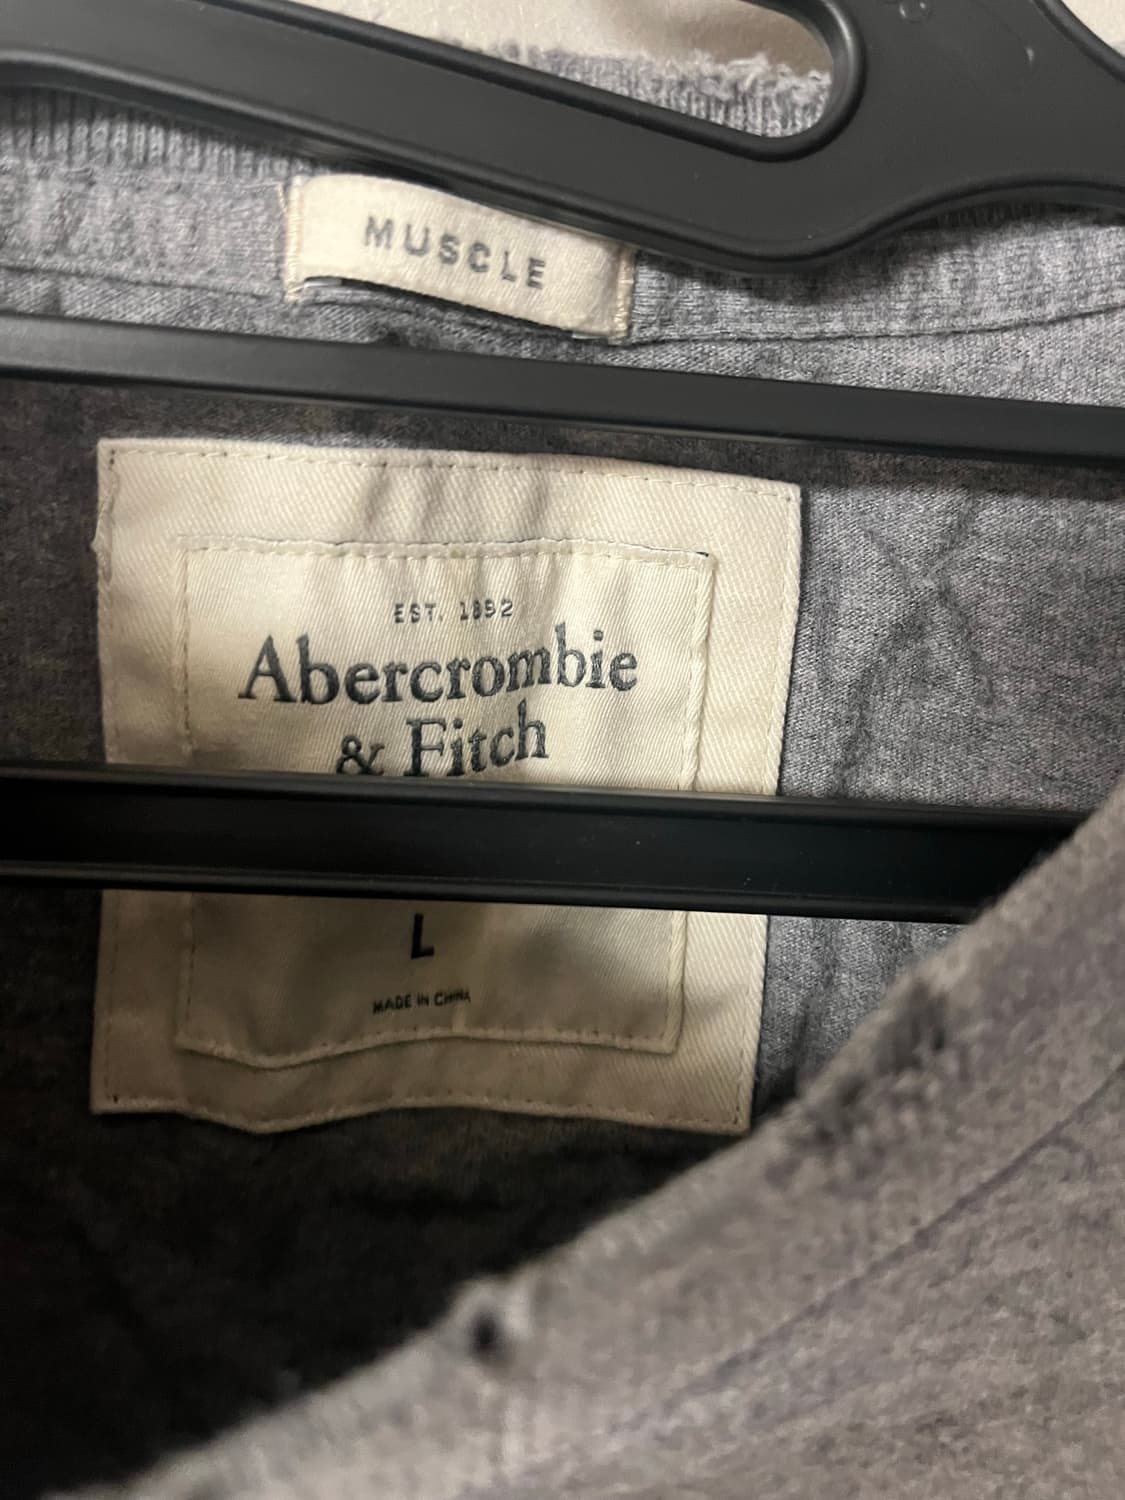 MUSCLE
EST. 1892
Abercrombie
& Fitch
L
MADE IN CHINA